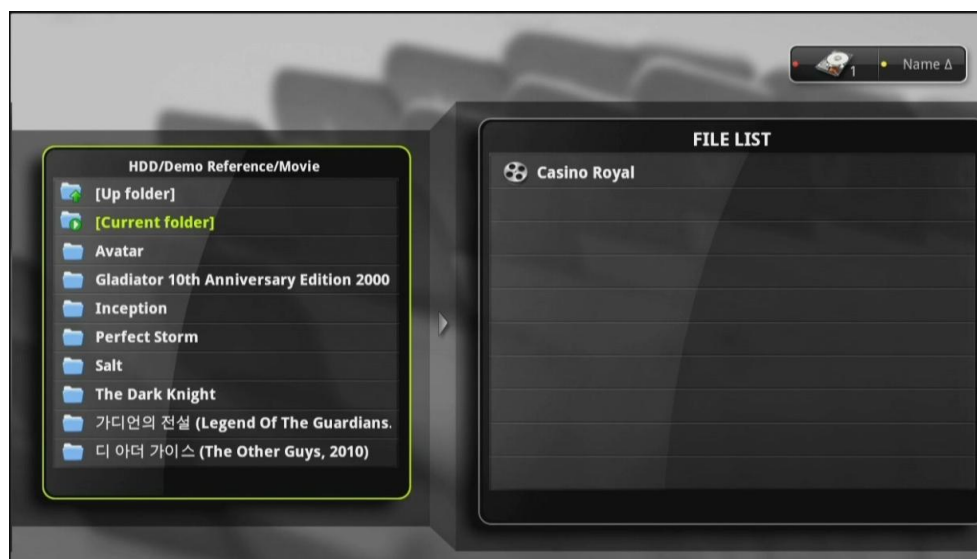 1
Name Δ
HDD/Demo Reference/Movie
[Up folder]
[Current folder]
Avatar
Gladiator 10th Anniversary Edition 2000
Inception
Perfect Storm
Salt
The Dark Knight
가디언의 전설 (Legend Of The Guardians.
디 아더 가이스 (The Other Guys, 2010)
FILE LIST
Casino Royal